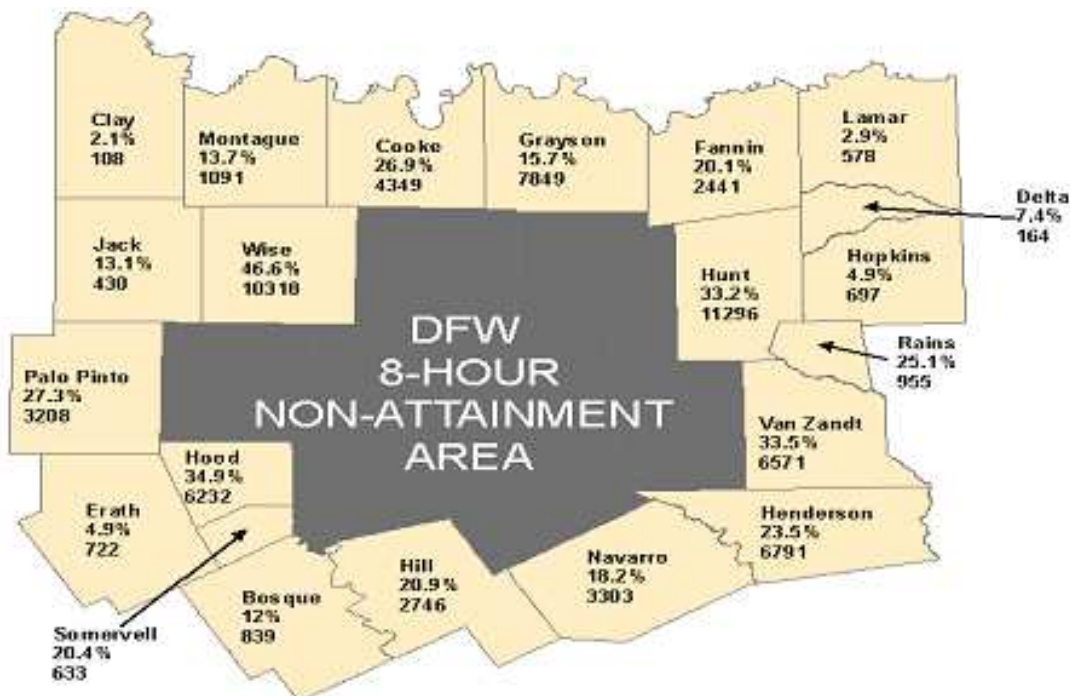 Clay
2.1%
108
Montague
13.7%
1091
Cooke
26.9%
4349
Grayson
15.7%
7849
Fannin
20.1%
2441
Lamar
2.9%
578
Delta
7.4%
164
Jack
13.1%
430
Wise
46.6%
10318
Hunt
33.2%
11296
Hopkins
4.9%
697
DFW
8-HOUR
NON-ATTAINMENT
AREA
Rains
25.1%
955
Palo Pinto
27.3%
3208
Van Zandt
33.5%
6571
Hood
34.9%
6232
Erath
4.9%
722
Henderson
23.5%
6791
Navarro
18.2%
3303
Hill
20.9%
2746
Bosque
12%
839
Somervell
20.4%
633